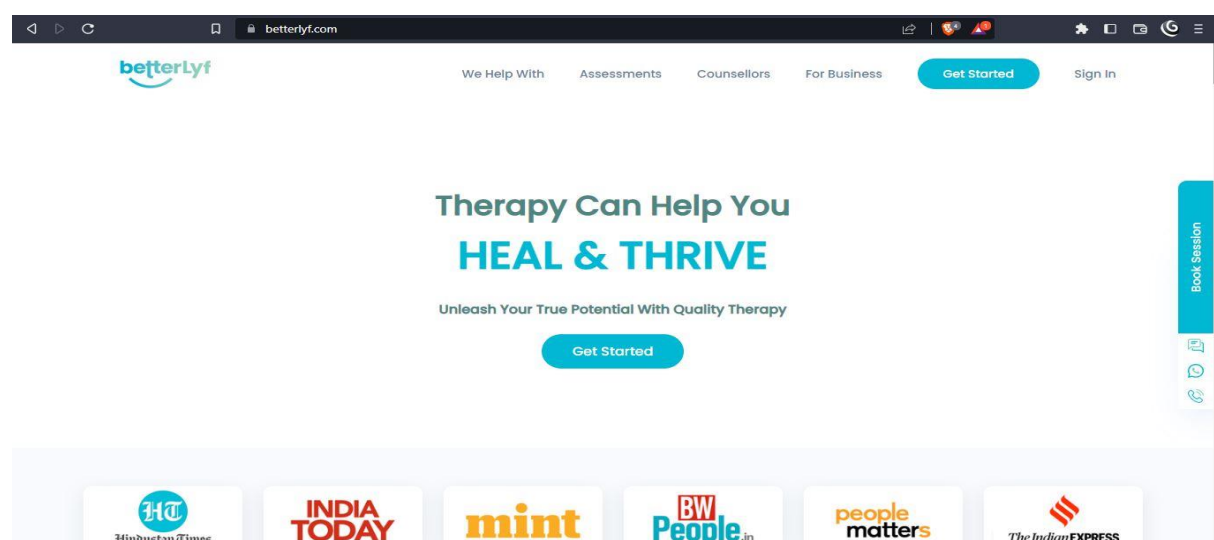 betterlyf.com
betterLyf
We Help With Assessments Counsellors For Business Get Started Sign In
Therapy Can Help You
HEAL & THRIVE
Unleash Your True Potential With Quality Therapy
Get Started
Book Session
HT
Hindustan Times
INDIA
TODAY
mint
BW
People.in
people
matters
The Indian EXPRESS